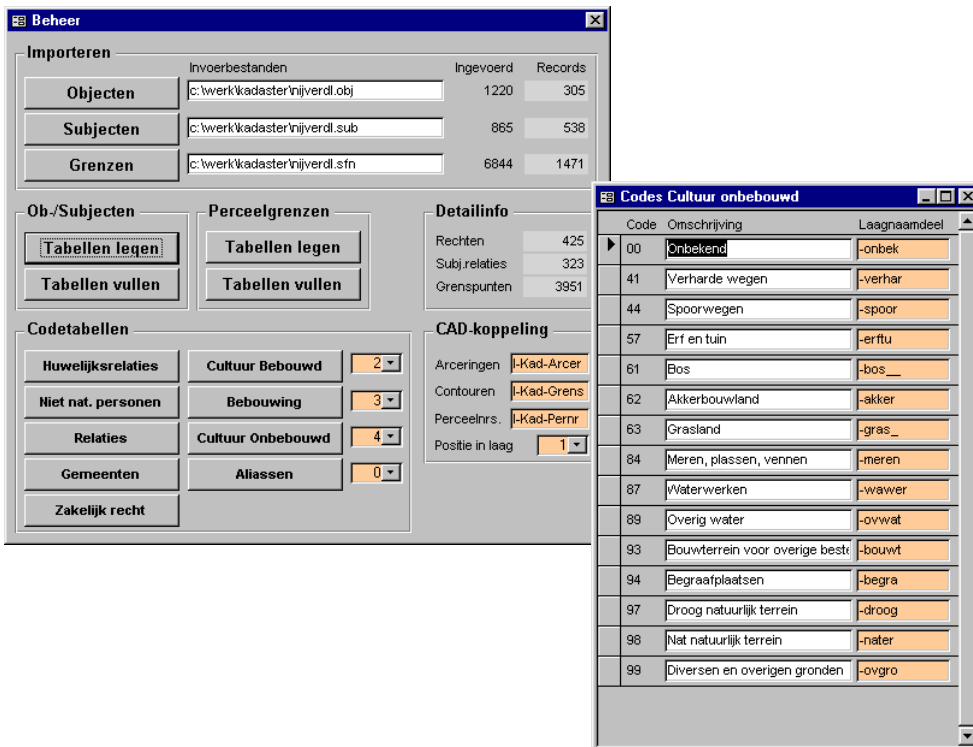 Beheer
Importeren
Invoerbestanden Ingevoerd Records
Objecten c:\werk\kadaster\nijverdl.obj 1220 305
Subjecten c:\werk\kadaster\nijverdl.sub 865 538
Grenzen c:\werk\kadaster\nijverdl.sfn 6844 1471
Ob-/Subjecten
Tabellen legen
Tabellen vullen
Perceelgrenzen
Tabellen legen
Tabellen vullen
Detailinfo
Rechten 425
Subj.relaties 323
Grenspunten 3951
Codetabellen
Huwelijksrelaties Cultuur Bebouwd 2
Niet nat. personen Bebouwing 3
Relaties Cultuur Onbebouwd 4
Gemeenten Aliassen 0
Zakelijk recht
CAD-koppeling
Arceringen l-Kad-Arcer
Contouren l-Kad-Grens
Perceelnrs. l-Kad-Pernr
Positie in laag 1
Codes Cultuur onbebouwd
Code Omschrijving Laagnaamdeel
00 Onbekend -onbek
41 Verharde wegen -verhar
44 Spoorwegen -spoor
57 Erf en tuin -erftu
61 Bos -bos__
62 Akkerbouwland -akker
63 Grasland -gras_
84 Meren, plassen, vennen -meren
87 Waterwerken -wawer
89 Overig water -ovwat
93 Bouwterrein voor overige beste -bouwt
94 Begraafplaatsen -begra
97 Droog natuurlijk terrein -droog
98 Nat natuurlijk terrein -nater
99 Diversen en overigen gronden -ovgro